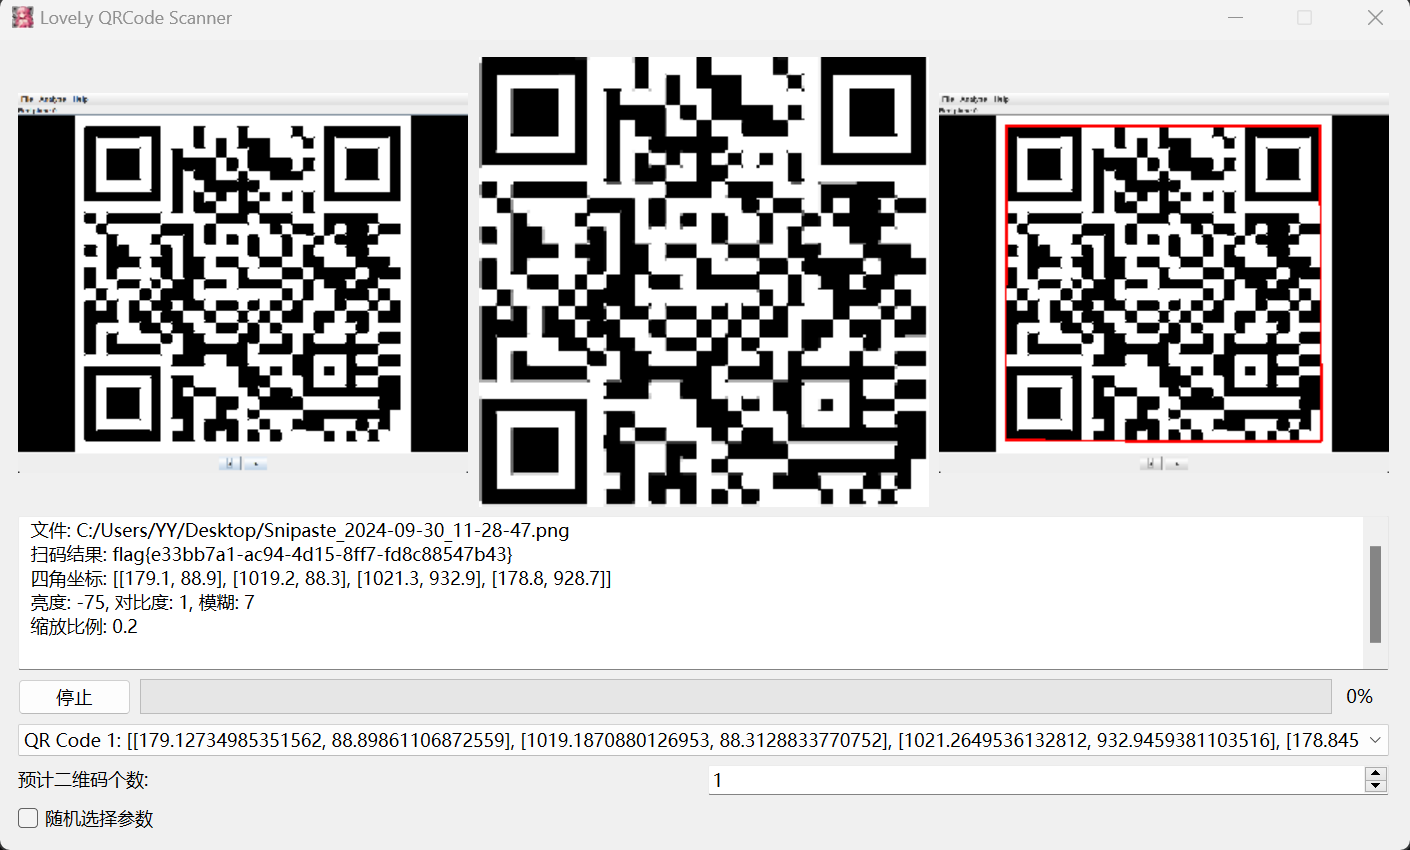 LoveLy QRCode Scanner
File Analyse Help
File Analyse Help
文件: C:/Users/YY/Desktop/Snipaste_2024-09-30_11-28-47.png
扫码结果: flag{e33bb7a1-ac94-4d15-8ff7-fd8c88547b43}
四角坐标: [[179.1, 88.9], [1019.2, 88.3], [1021.3, 932.9], [178.8, 928.7]]
亮度: -75, 对比度: 1, 模糊: 7
缩放比例: 0.2
停止
0%
QR Code 1: [[179.12734985351562, 88.89861106872559], [1019.1870880126953, 88.3128833770752], [1021.2649536132812, 932.9459381103516], [178.845
预计二维码个数:
1
随机选择参数